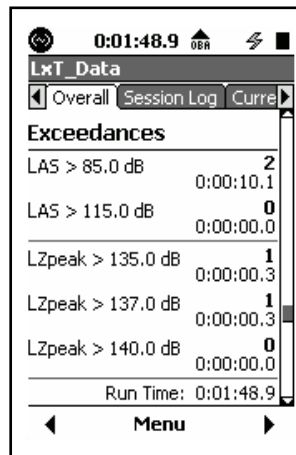 0:01:48.9 OBA
LxT_Data
Overall Session Log Curre
Exceedances
LAS > 85.0 dB 2
0:00:10.1
LAS > 115.0 dB 0
0:00:00.0
LZpeak > 135.0 dB 1
0:00:00.3
LZpeak > 137.0 dB 1
0:00:00.3
LZpeak > 140.0 dB 0
0:00:00.0
Run Time: 0:01:48.9
Menu